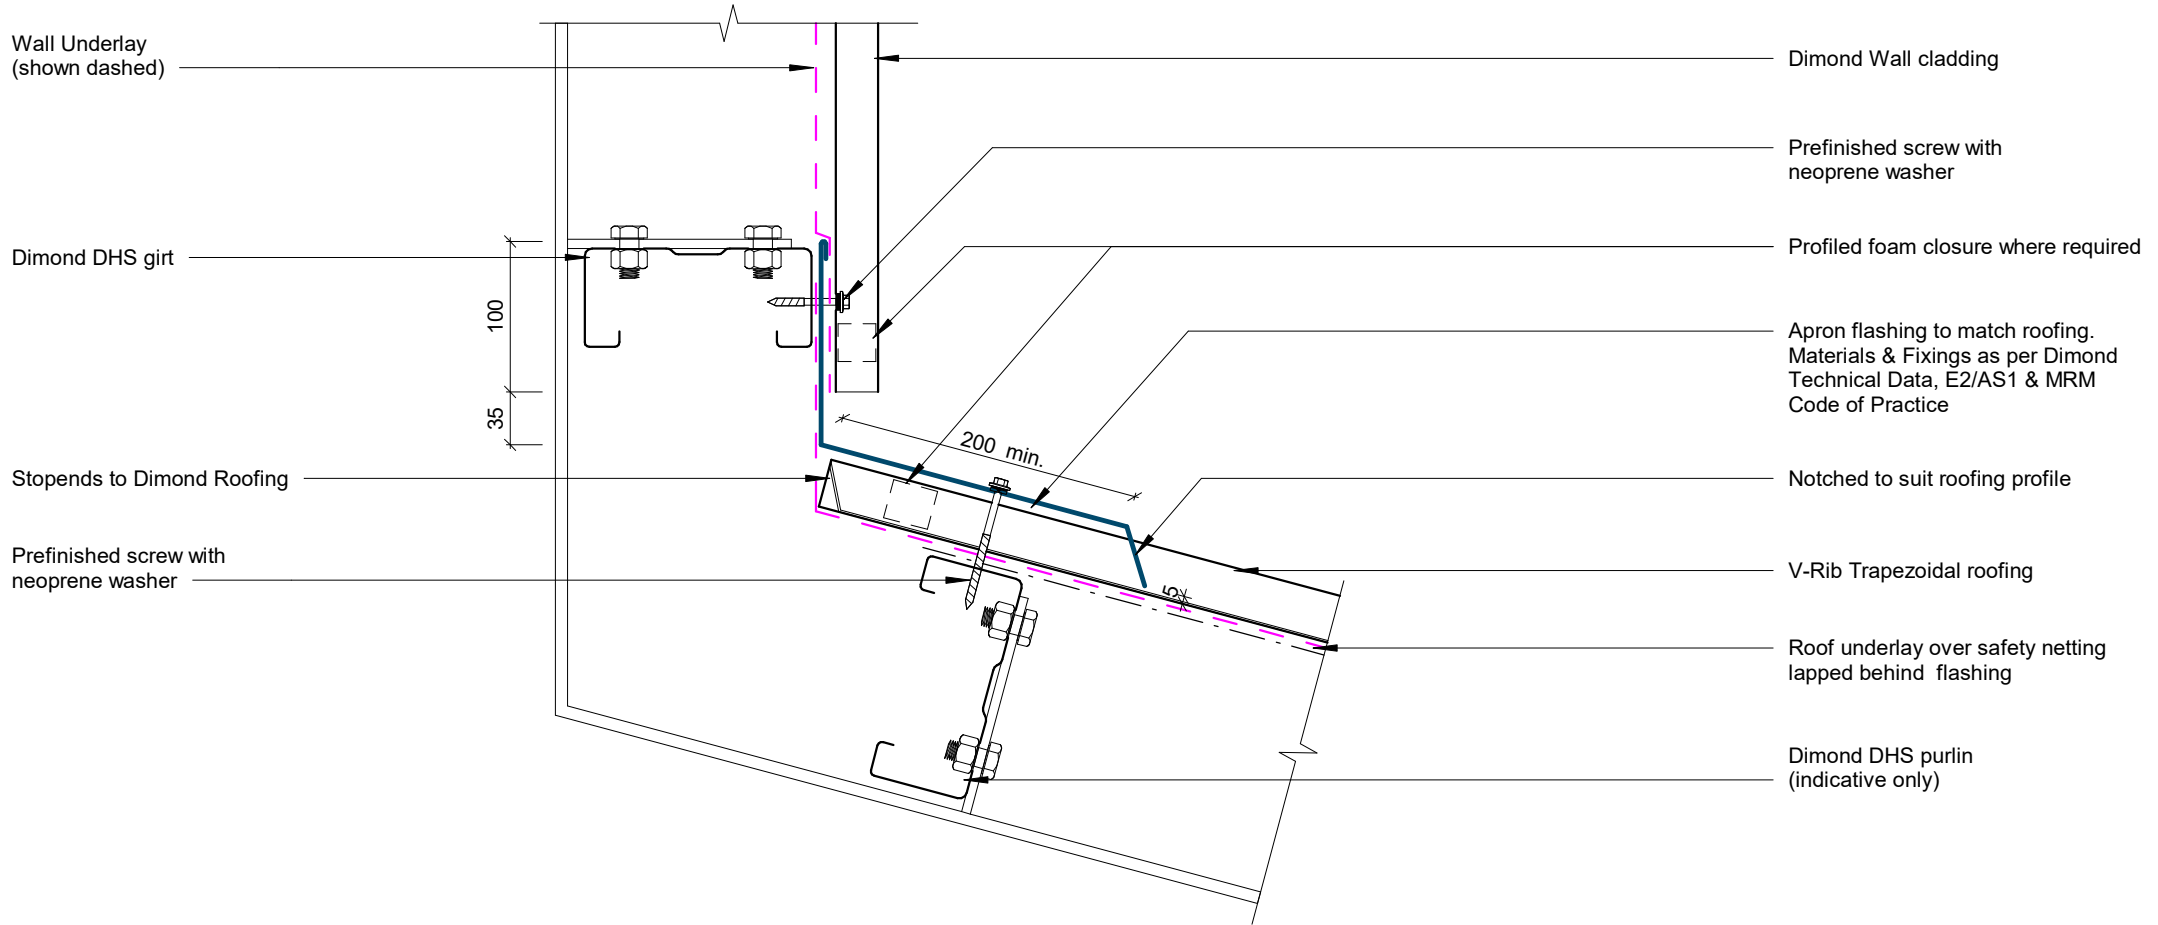 Wall Underlay
(shown dashed)
Dimond DHS girt
100
35
Stopends to Dimond Roofing
Prefinished screw with
neoprene washer
200 min.
5
Dimond Wall cladding
Prefinished screw with
neoprene washer
Profiled foam closure where required
Apron flashing to match roofing.
Materials & Fixings as per Dimond
Technical Data, E2/AS1 & MRM
Code of Practice
Notched to suit roofing profile
V-Rib Trapezoidal roofing
Roof underlay over safety netting
lapped behind flashing
Dimond DHS purlin
(indicative only)